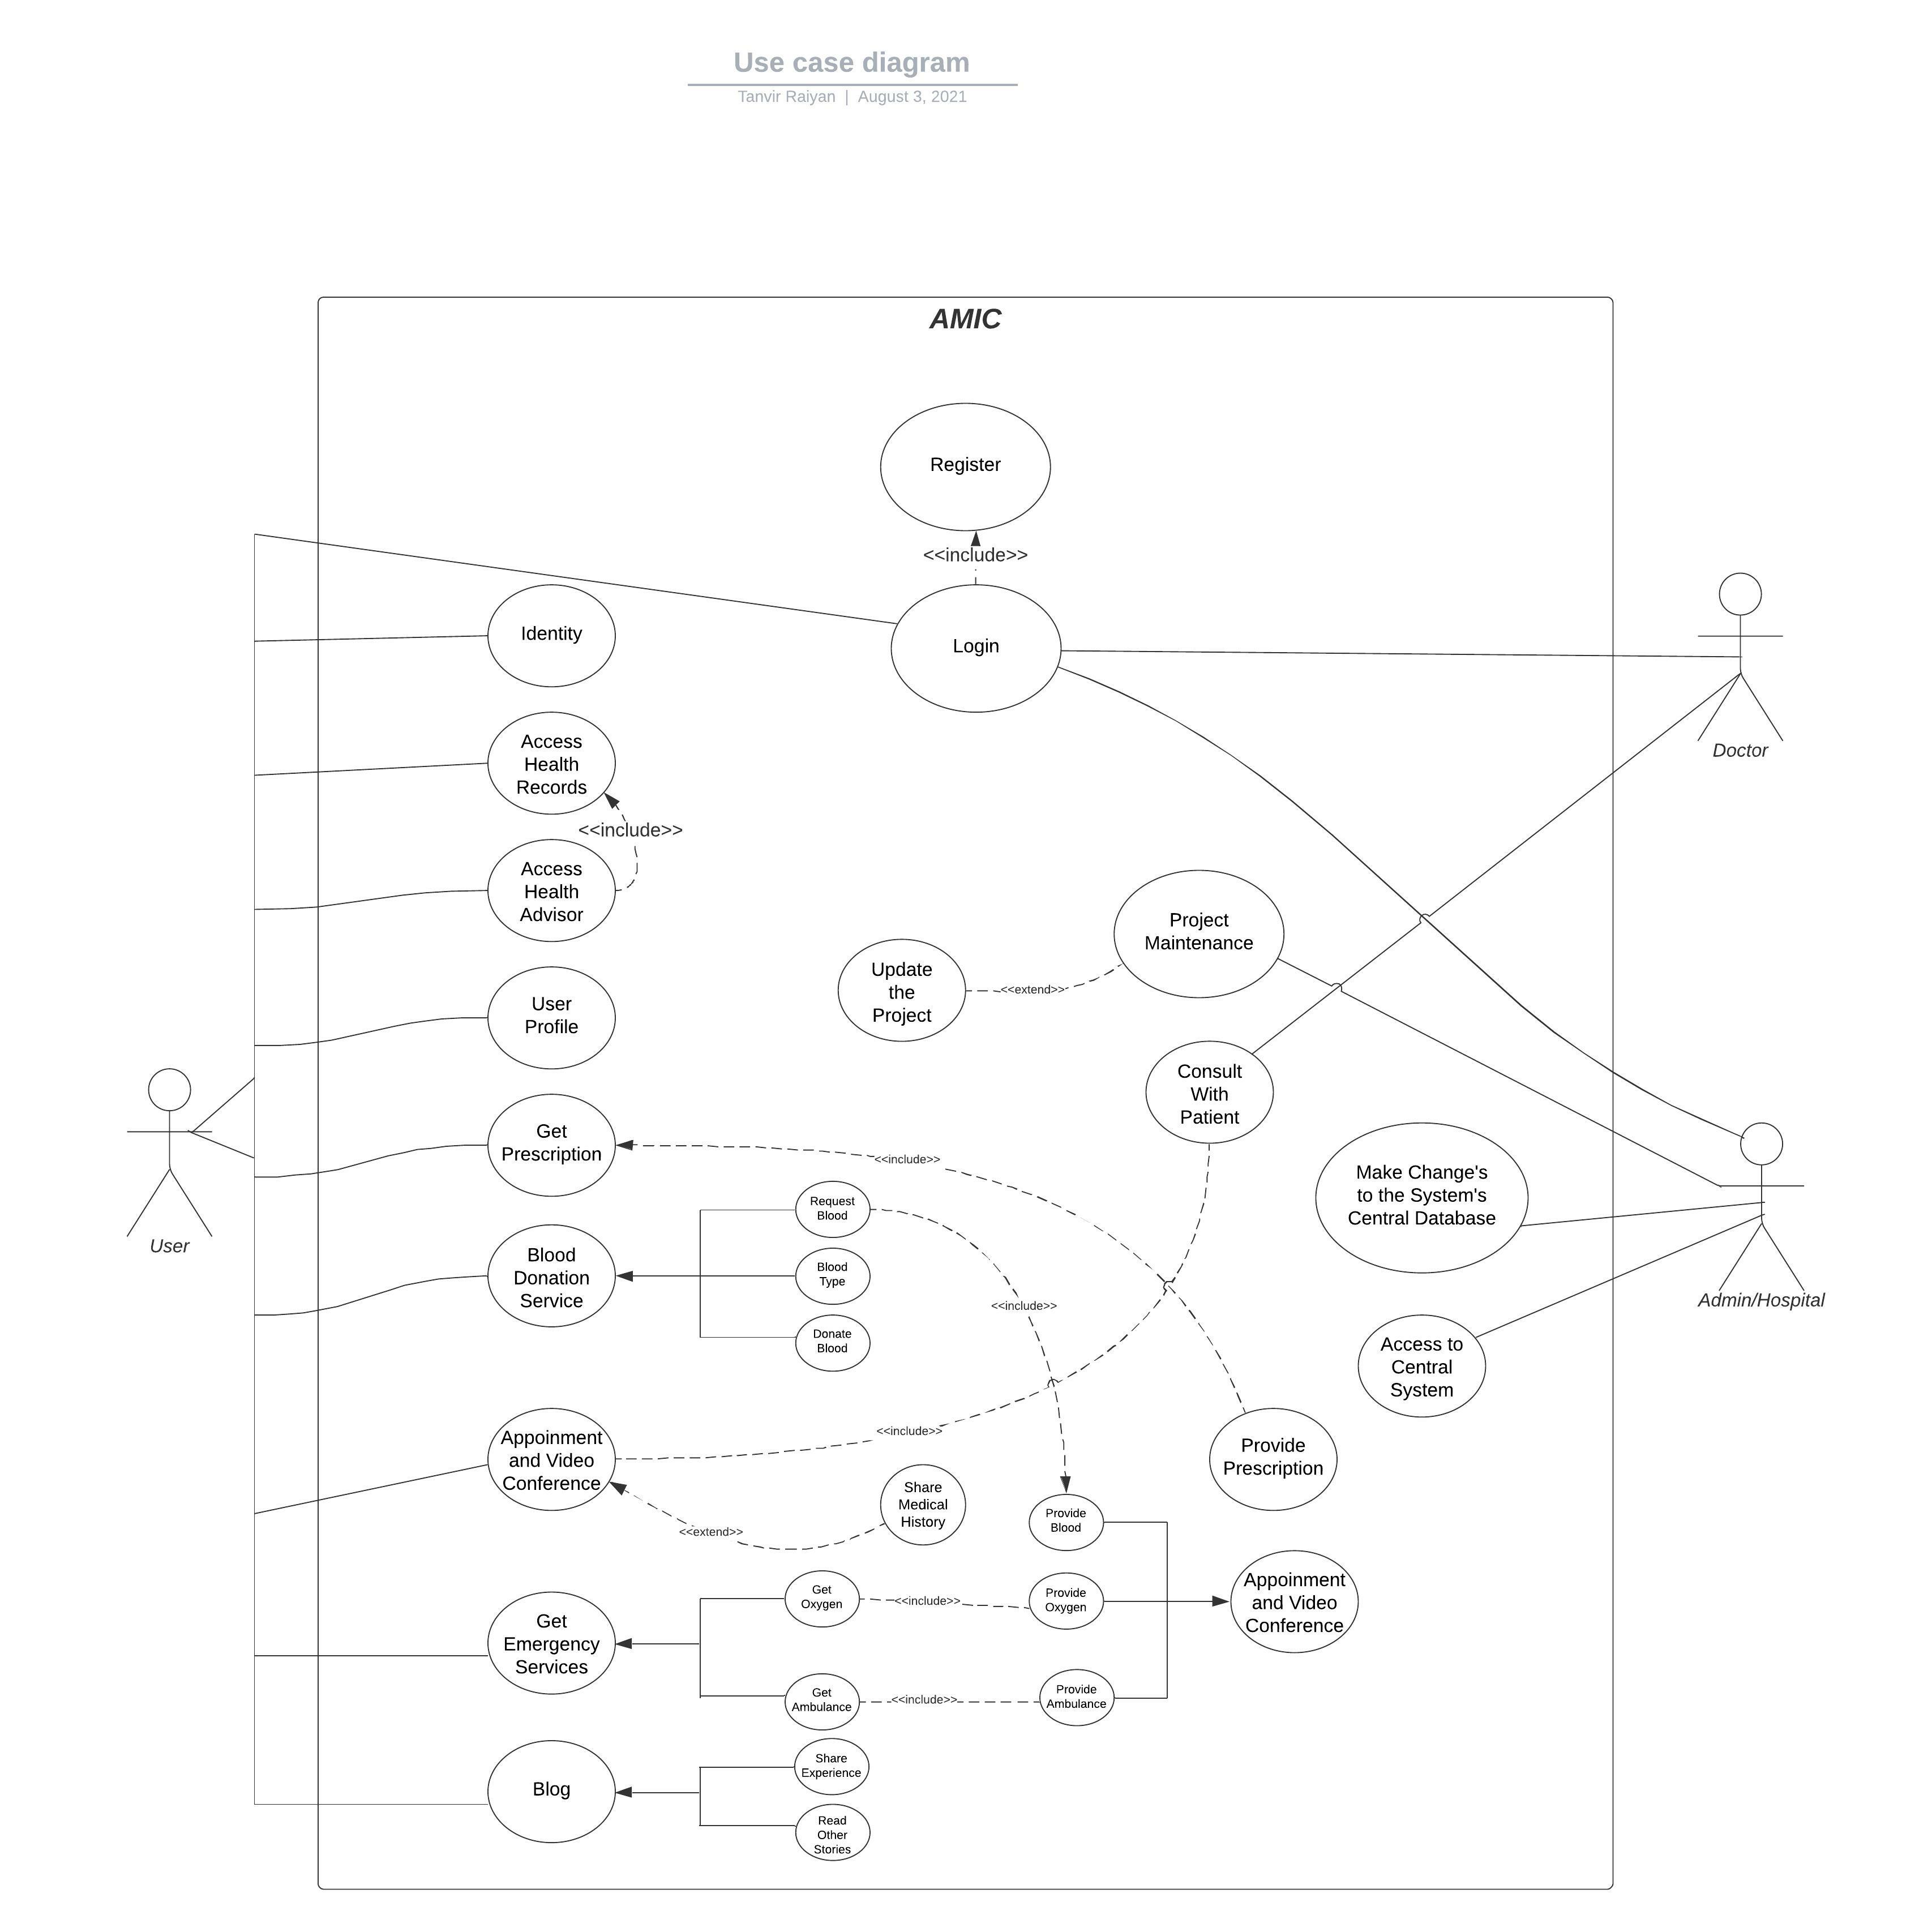 Use case diagram
Tanvir Raiyan | August 3, 2021
AMIC
Register
<<include>>
Login
Identity
Access
Health
Records
<<include>>
Access
Health
Advisor
User
Profile
Get
Prescription
Blood
Donation
Service
Appoinment
and Video
Conference
Get
Emergency
Services
Blog
User
Doctor
Admin/Hospital
Project
Maintenance
<<extend>>
Update
the
Project
Consult
With
Patient
Make Change's
to the System's
Central Database
Access to
Central
System
<<include>>
Request
Blood
Blood
Type
Donate
Blood
<<include>>
<<include>>
Provide
Prescription
Share
Medical
History
<<extend>>
Provide
Blood
Get
Oxygen
<<include>>
Provide
Oxygen
Appoinment
and Video
Conference
Get
Ambulance
<<include>>
Provide
Ambulance
Share
Experience
Read
Other
Stories